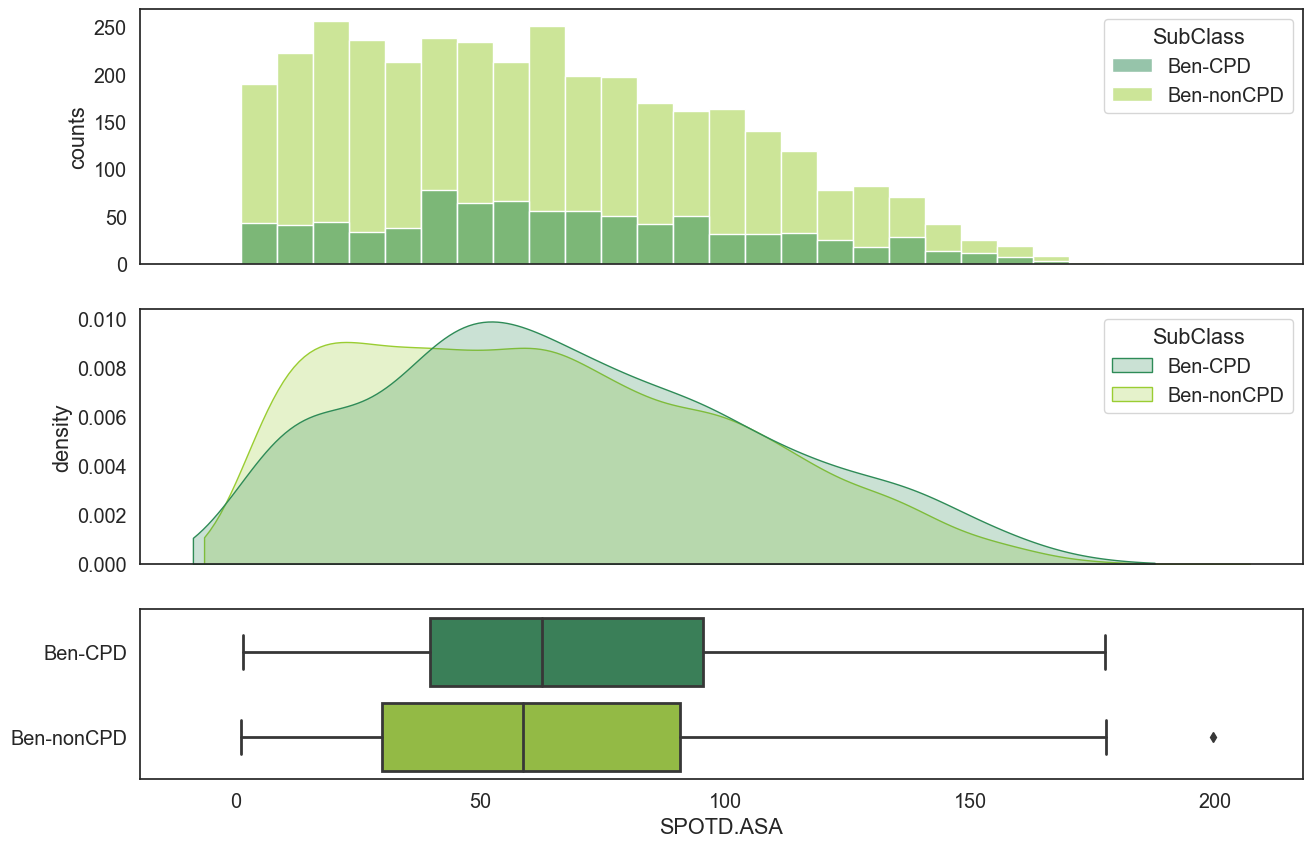 250
200
150
100
50
0
counts
SubClass
Ben-CPD
Ben-nonCPD
0.010
0.008
0.006
0.004
0.002
0.000
density
SubClass
Ben-CPD
Ben-nonCPD
Ben-CPD
Ben-nonCPD
0 50 100 150 200
SPOTD.ASA